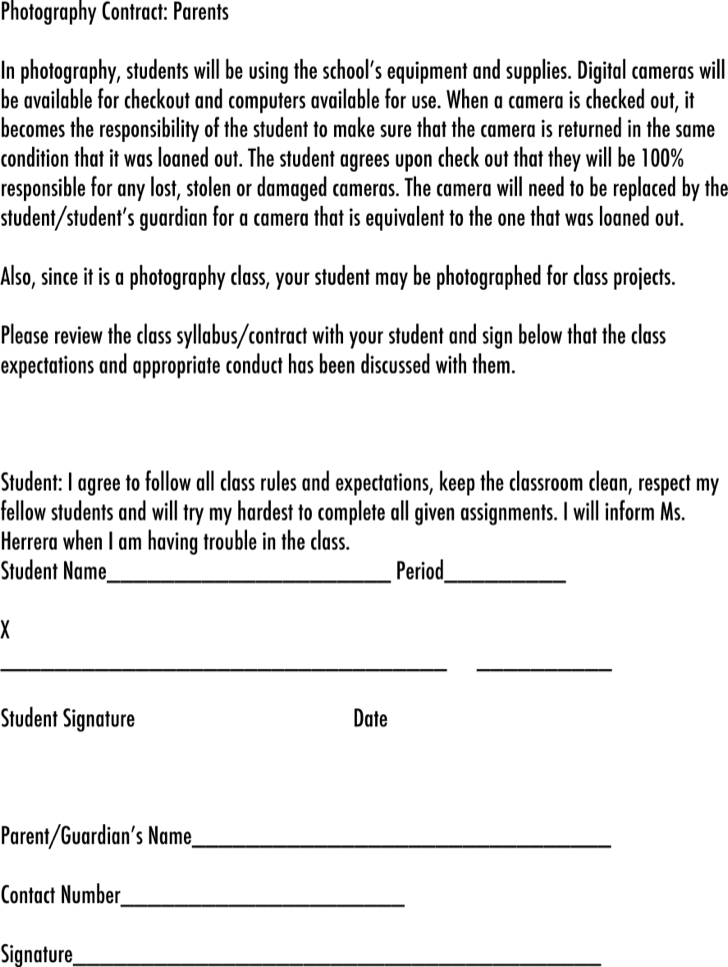 Photography Contract: Parents
In photography, students will be using the school's equipment and supplies. Digital cameras will
be available for checkout and computers available for use. When a camera is checked out, it
becomes the responsibility of the student to make sure that the camera is returned in the same
condition that it was loaned out. The student agrees upon check out that they will be 100%
responsible for any lost, stolen or damaged cameras. The camera will need to be replaced by the
student/student's guardian for a camera that is equivalent to the one that was loaned out.
Also, since it is a photography class, your student may be photographed for class projects.
Please review the class syllabus/contract with your student and sign below that the class
expectations and appropriate conduct has been discussed with them.
Student: I agree to follow all class rules and expectations, keep the classroom clean, respect my
fellow students and will try my hardest to complete all given assignments. I will inform Ms.
Herrera when I am having trouble in the class.
Student Name_____________________ Period_________
X
_________________________________ __________
Student Signature Date
Parent/Guardian's Name_______________________________
Contact Number_____________________
Signature_______________________________________